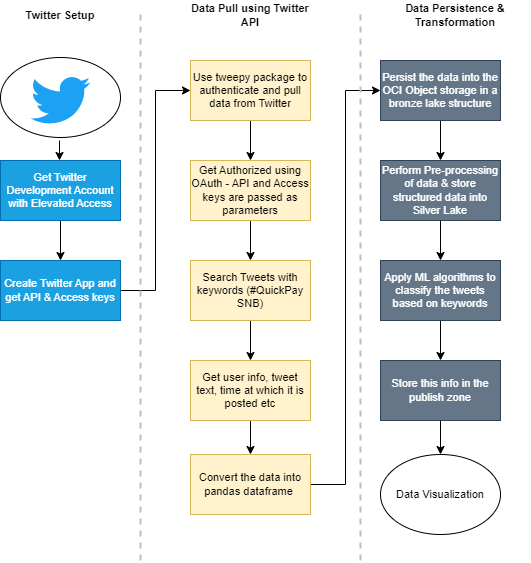 Twitter Setup
Get Twitter
Development Account
with Elevated Access
Create Twitter App and
get API & Access keys
Data Pull using Twitter
API
Use tweepy package to
authenticate and pull
data from Twitter
Get Authorized using
OAuth - API and Access
keys are passed as
parameters
Search Tweets with
keywords (#QuickPay
SNB)
Get user info, tweet
text, time at which it is
posted etc
Convert the data into
pandas dataframe
Data Persistence &
Transformation
Persist the data into the
OCI Object storage in a
bronze lake structure
Perform Pre-processing
of data & store
structured data into
Silver Lake
Apply ML algorithms to
classify the tweets
based on keywords
Store this info in the
publish zone
Data Visualization